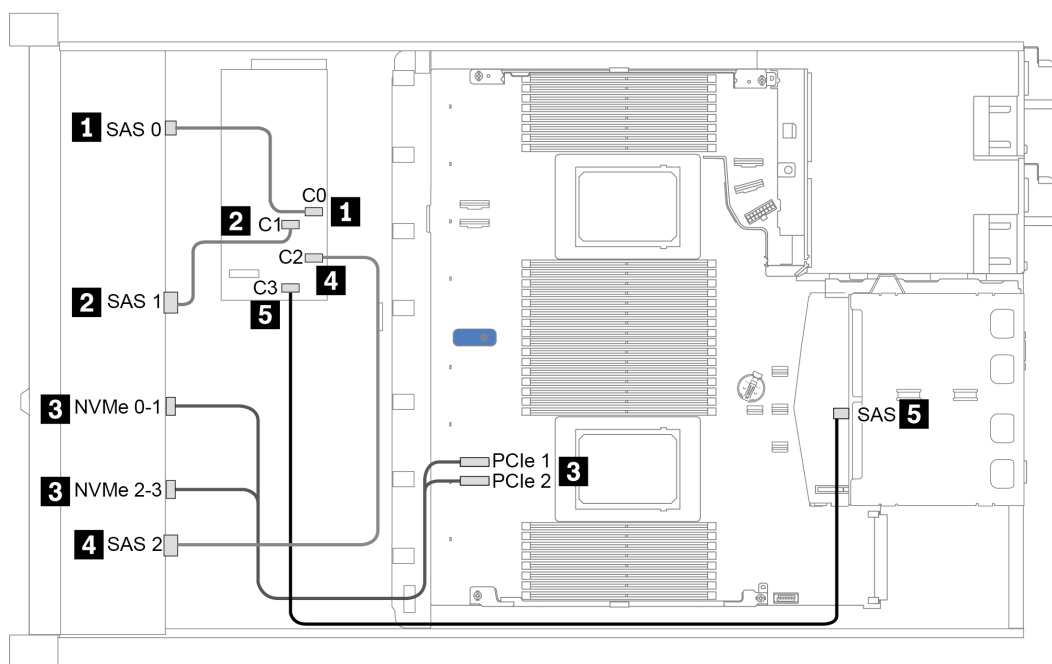 1 SAS 0
C0
1
2 C1
C2
4
2 SAS 1
C3
5
3 NVMe 0-1
SAS 5
PCIe 1
PCIe 2
3
3 NVMe 2-3
4 SAS 2